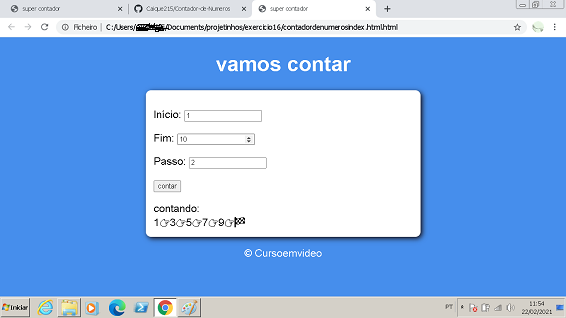 super contador
Caique215/Contador-de-Numeros
super contador
Ficheiro
C:/Users/ /Documents/projetinhos/exercicio16/contadordenumerosindex.html.html
vamos contar
Início: 1
Fim: 10
Passo: 2
contar
contando:
1👉3👉5👉7👉9👉🏁
© Cursoemvideo
Iniciar
PT
11:54
22/02/2021